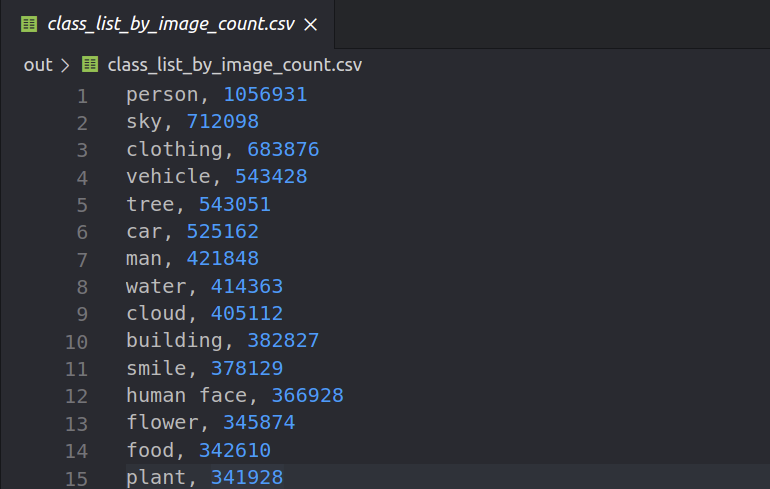 class_list_by_image_count.csv ×
out > class_list_by_image_count.csv
1 person, 1056931
2 sky, 712098
3 clothing, 683876
4 vehicle, 543428
5 tree, 543051
6 car, 525162
7 man, 421848
8 water, 414363
9 cloud, 405112
10 building, 382827
11 smile, 378129
12 human face, 366928
13 flower, 345874
14 food, 342610
15 plant, 341928